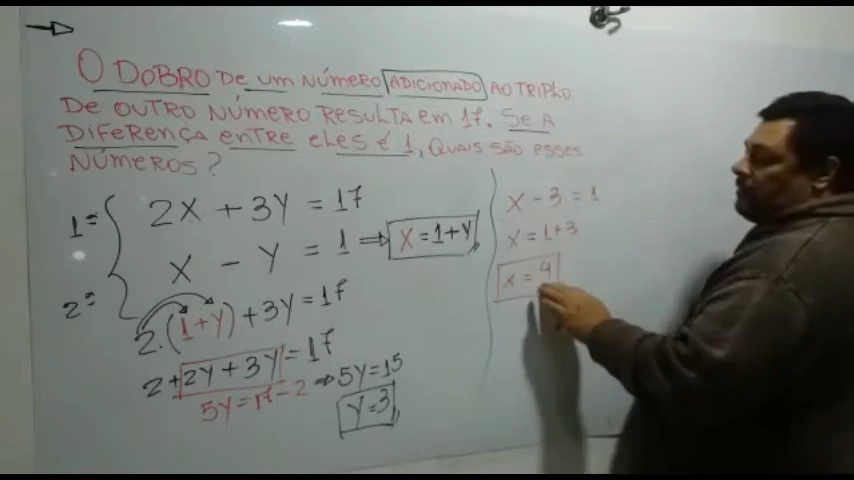 O DOBRO DE UM NÚMERO ADICIONADO AO TRIPLO
DE OUTRO NÚMERO RESULTA EM 17. SE A
DIFERENÇA ENTRE ELES É 1, QUAIS SÃO ESSES
NÚMEROS?
1ª 2X + 3Y = 17
2ª X - Y = 1 ⇒ X = 1 + Y
2.(1+Y) + 3Y = 17
2 + 2Y + 3Y = 17
5Y = 17 - 2 ⇒ 5Y = 15
Y = 3
X - 3 = 1
X = 1 + 3
X = 4